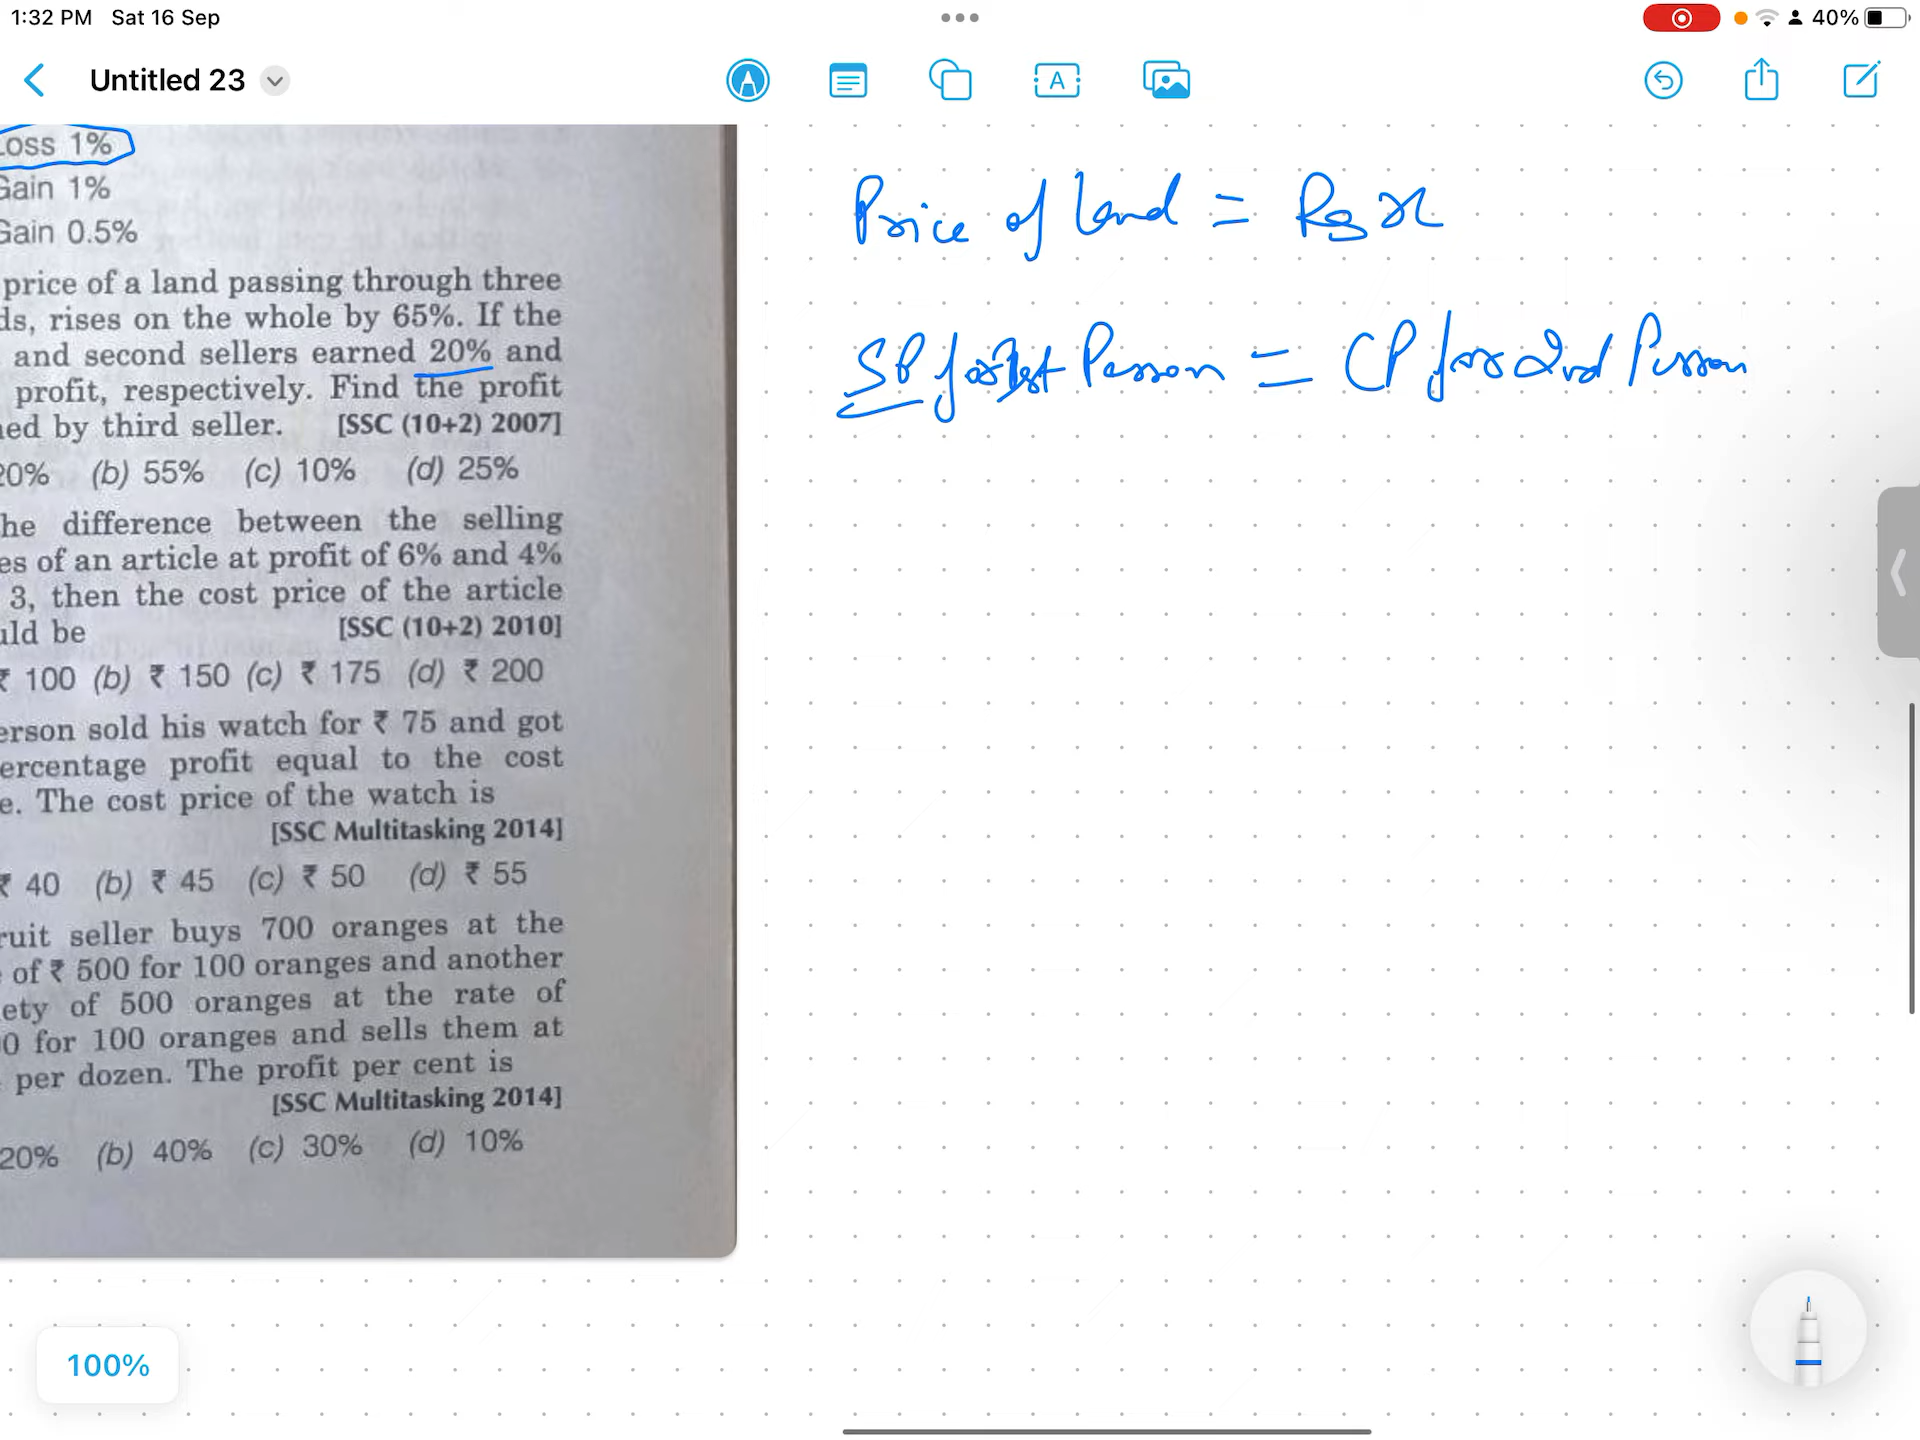 1:32 PM Sat 16 Sep
40%
Untitled 23
A
Loss 1%
Gain 1%
Gain 0.5%
price of a land passing through three
ds, rises on the whole by 65%. If the
and second sellers earned 20% and
profit, respectively. Find the profit
ned by third seller. [SSC (10+2) 2007]
20% (b) 55% (c) 10% (d) 25%
he difference between the selling
es of an article at profit of 6% and 4%
3, then the cost price of the article
uld be [SSC (10+2) 2010]
₹ 100 (b) ₹ 150 (c) ₹ 175 (d) ₹ 200
erson sold his watch for ₹ 75 and got
ercentage profit equal to the cost
e. The cost price of the watch is
[SSC Multitasking 2014]
₹ 40 (b) ₹ 45 (c) ₹ 50 (d) ₹ 55
ruit seller buys 700 oranges at the
of ₹ 500 for 100 oranges and another
ety of 500 oranges at the rate of
0 for 100 oranges and sells them at
per dozen. The profit per cent is
[SSC Multitasking 2014]
20% (b) 40% (c) 30% (d) 10%
Price of land = Rs x
SP for 1st Person = CP for 2nd Person
100%